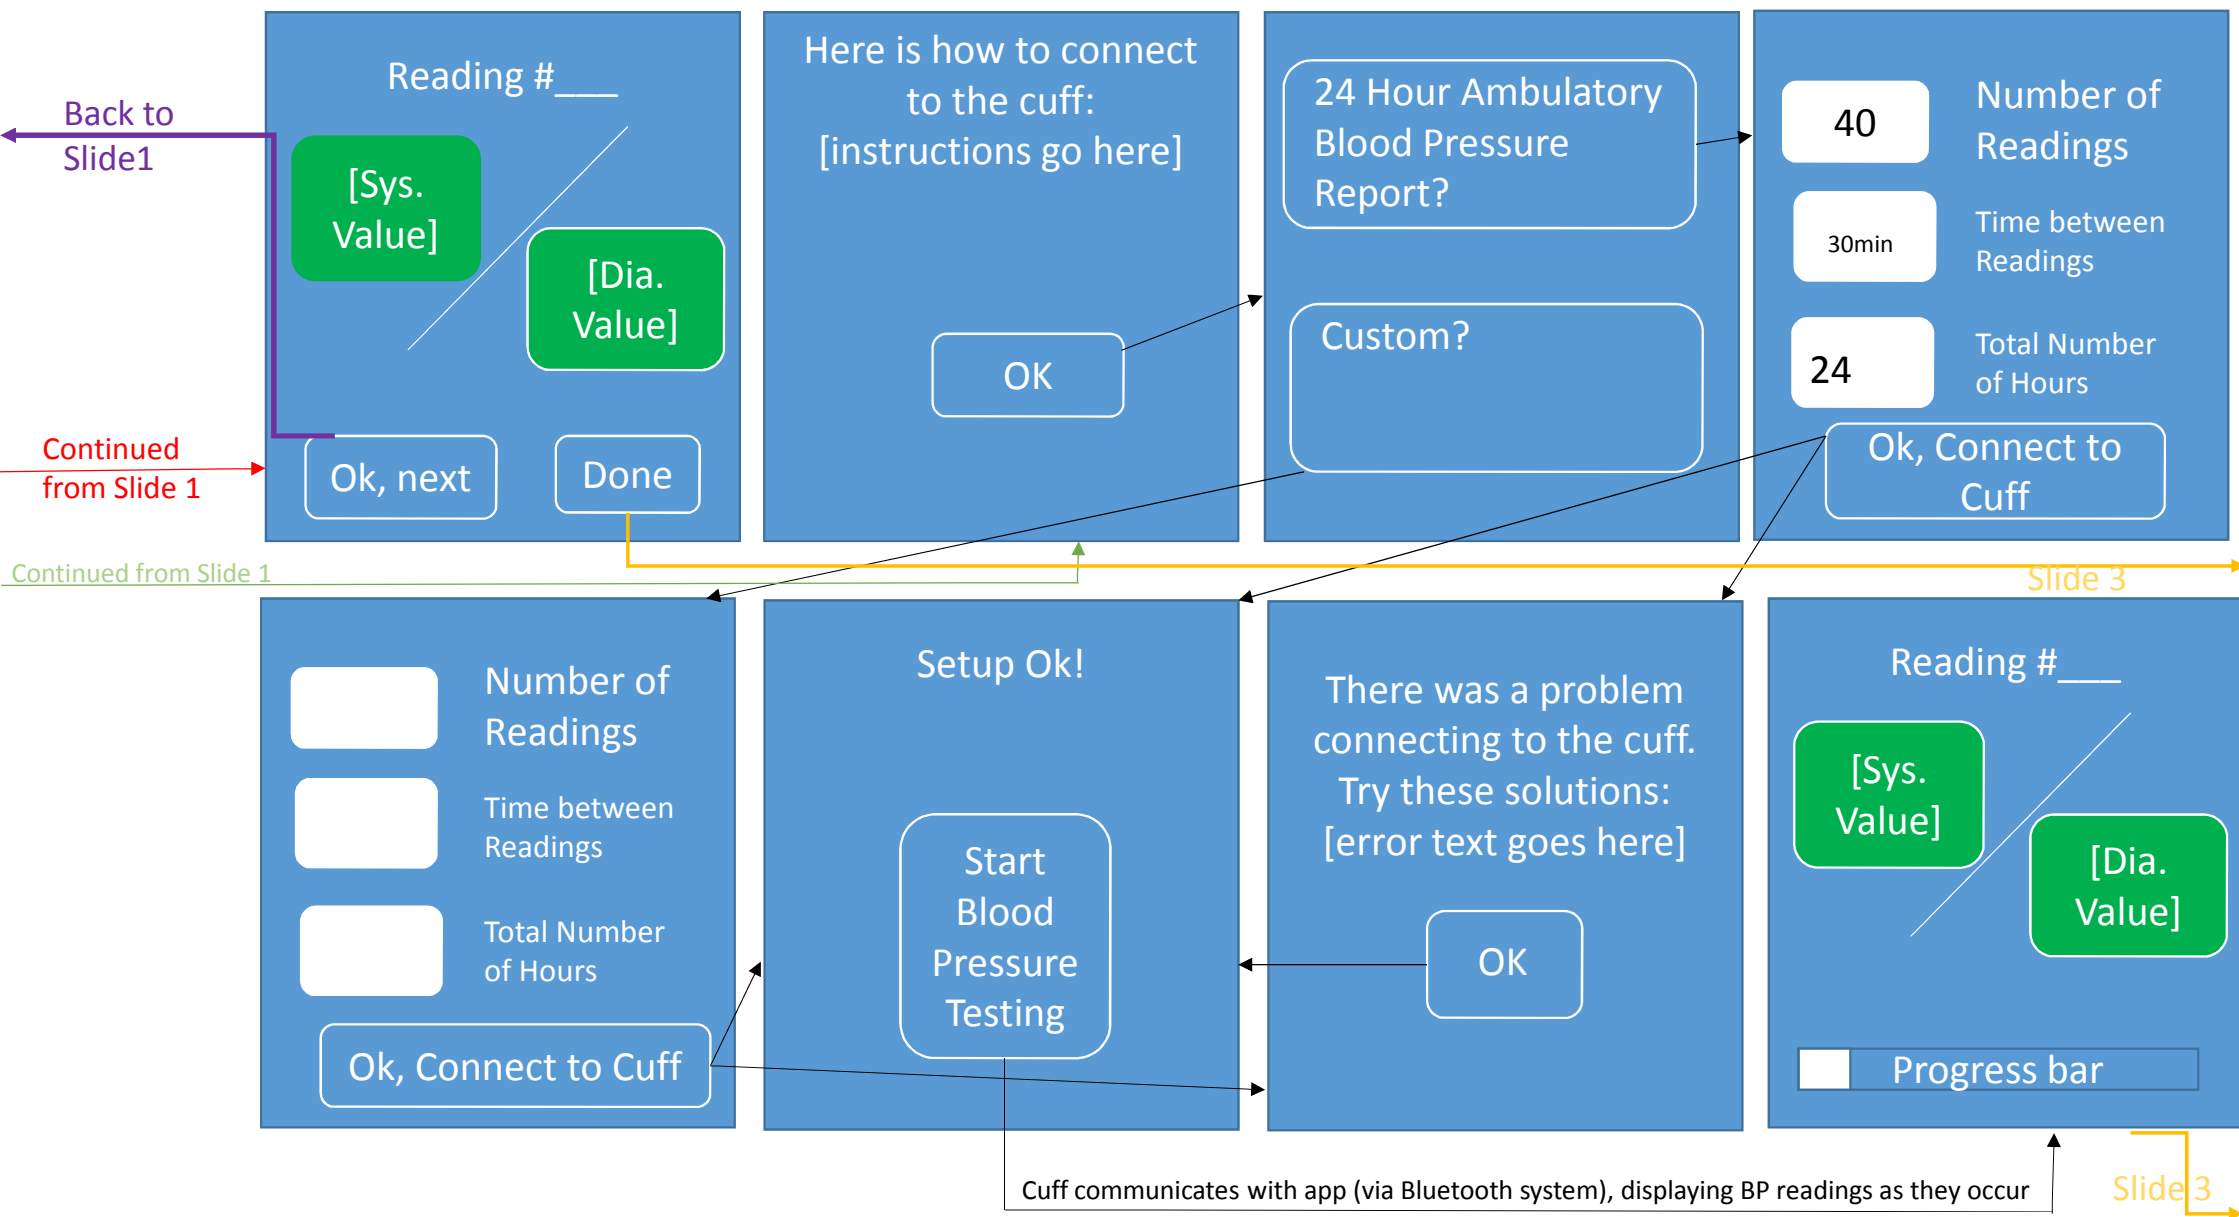 Back to
Slide1
Continued
from Slide 1
Reading #___
[Sys.
Value]
[Dia.
Value]
Ok, next
Done
Here is how to connect
to the cuff:
[instructions go here]
OK
24 Hour Ambulatory
Blood Pressure
Report?
Custom?
40
Number of
Readings
30min
Time between
Readings
24
Total Number
of Hours
Ok, Connect to
Cuff
Continued from Slide 1
Slide 3
Number of
Readings
Time between
Readings
Total Number
of Hours
Ok, Connect to Cuff
Setup Ok!
Start
Blood
Pressure
Testing
There was a problem
connecting to the cuff.
Try these solutions:
[error text goes here]
OK
Reading #___
[Sys.
Value]
[Dia.
Value]
Progress bar
Cuff communicates with app (via Bluetooth system), displaying BP readings as they occur
Slide 3